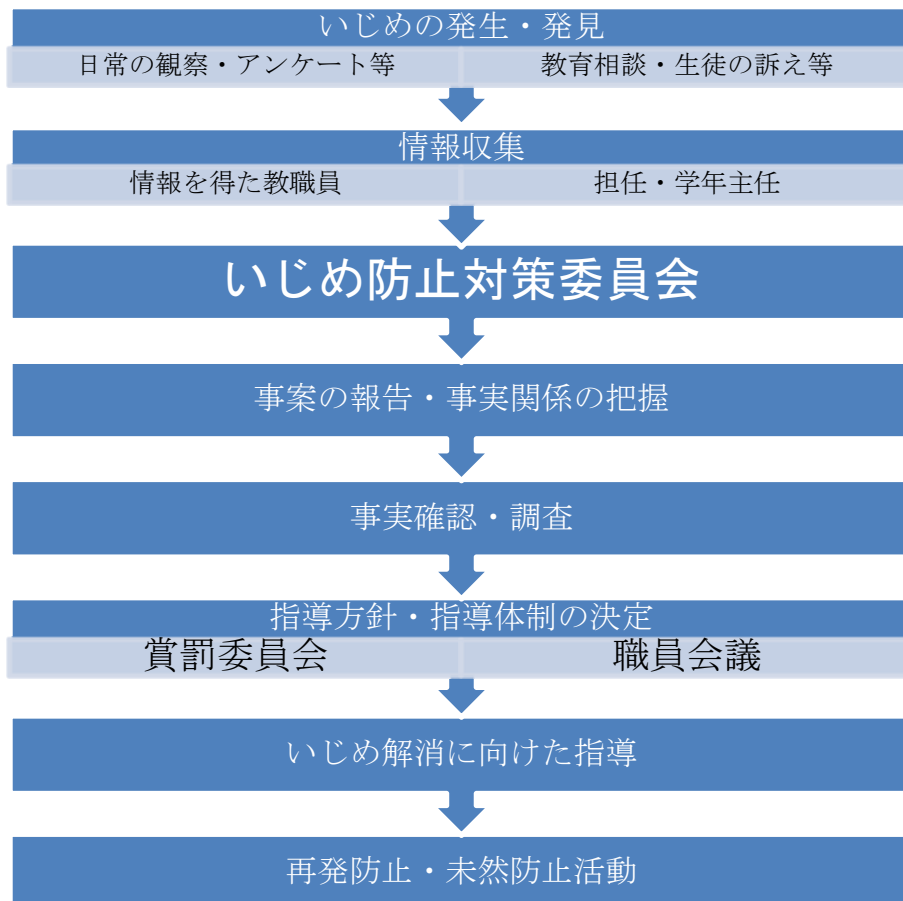 いじめの発生・発見
日常の観察・アンケート等
教育相談・生徒の訴え等
情報収集
情報を得た教職員
担任・学年主任
いじめ防止対策委員会
事案の報告・事実関係の把握
事実確認・調査
指導方針・指導体制の決定
賞罰委員会
職員会議
いじめ解消に向けた指導
再発防止・未然防止活動